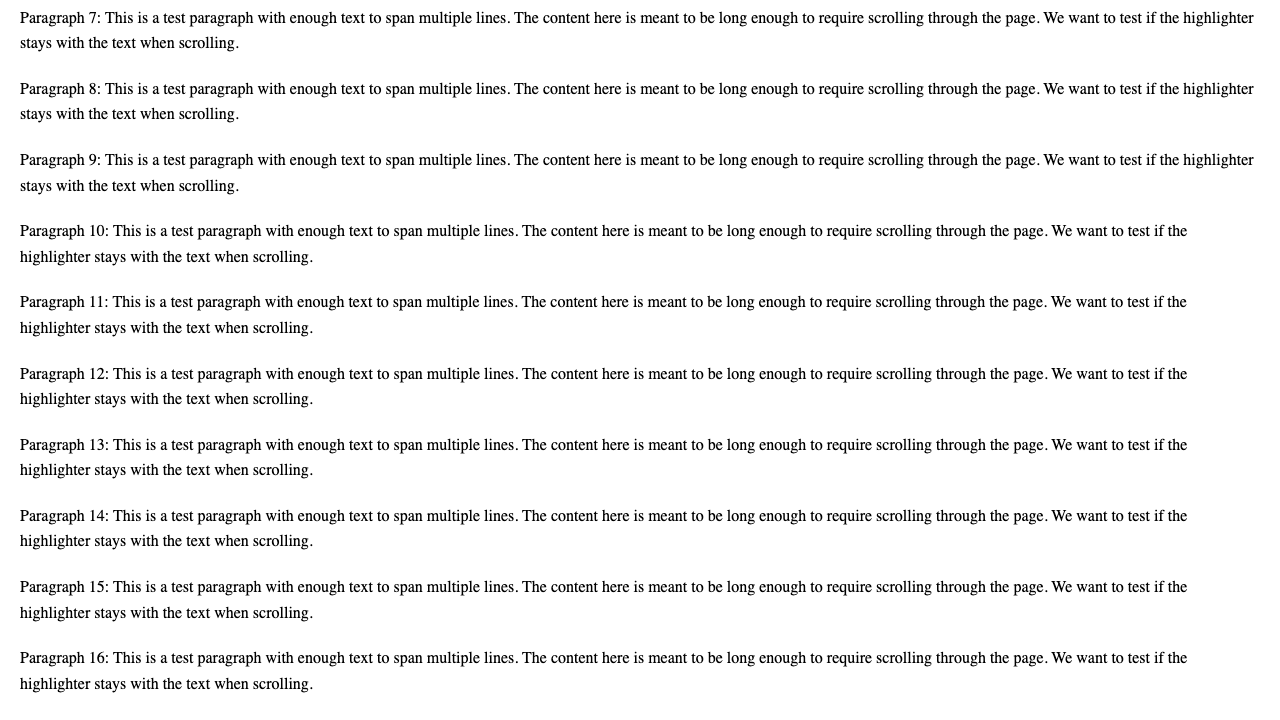 Paragraph 7: This is a test paragraph with enough text to span multiple lines. The content here is meant to be long enough to require scrolling through the page. We want to test if the highlighter
stays with the text when scrolling.
Paragraph 8: This is a test paragraph with enough text to span multiple lines. The content here is meant to be long enough to require scrolling through the page. We want to test if the highlighter
stays with the text when scrolling.
Paragraph 9: This is a test paragraph with enough text to span multiple lines. The content here is meant to be long enough to require scrolling through the page. We want to test if the highlighter
stays with the text when scrolling.
Paragraph 10: This is a test paragraph with enough text to span multiple lines. The content here is meant to be long enough to require scrolling through the page. We want to test if the
highlighter stays with the text when scrolling.
Paragraph 11: This is a test paragraph with enough text to span multiple lines. The content here is meant to be long enough to require scrolling through the page. We want to test if the
highlighter stays with the text when scrolling.
Paragraph 12: This is a test paragraph with enough text to span multiple lines. The content here is meant to be long enough to require scrolling through the page. We want to test if the
highlighter stays with the text when scrolling.
Paragraph 13: This is a test paragraph with enough text to span multiple lines. The content here is meant to be long enough to require scrolling through the page. We want to test if the
highlighter stays with the text when scrolling.
Paragraph 14: This is a test paragraph with enough text to span multiple lines. The content here is meant to be long enough to require scrolling through the page. We want to test if the
highlighter stays with the text when scrolling.
Paragraph 15: This is a test paragraph with enough text to span multiple lines. The content here is meant to be long enough to require scrolling through the page. We want to test if the
highlighter stays with the text when scrolling.
Paragraph 16: This is a test paragraph with enough text to span multiple lines. The content here is meant to be long enough to require scrolling through the page. We want to test if the
highlighter stays with the text when scrolling.